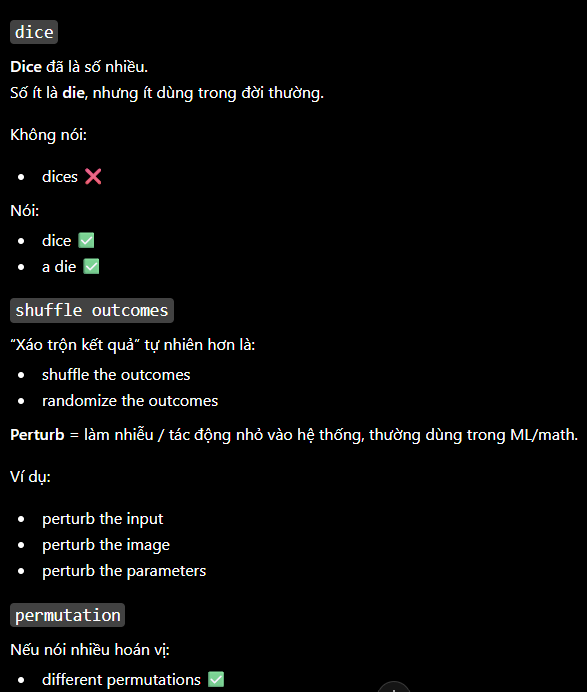 dice
Dice đã là số nhiều.
Số ít là die, nhưng ít dùng trong đời thường.
Không nói:
• dices ❌
Nói:
• dice ✅
• a die ✅
shuffle outcomes
“Xáo trộn kết quả” tự nhiên hơn là:
• shuffle the outcomes
• randomize the outcomes
Perturb = làm nhiễu / tác động nhỏ vào hệ thống, thường dùng trong ML/math.
Ví dụ:
• perturb the input
• perturb the image
• perturb the parameters
permutation
Nếu nói nhiều hoán vị:
• different permutations ✅